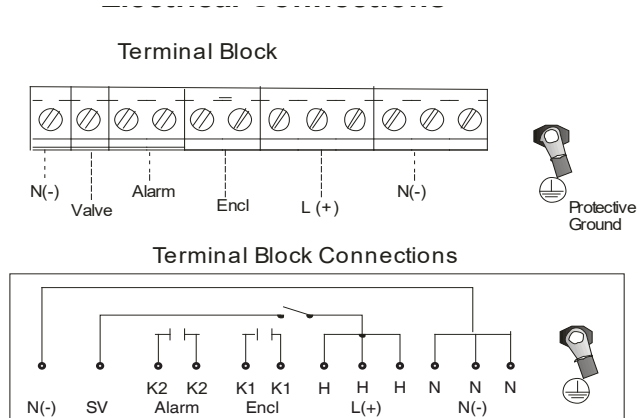 Terminal Block
N(-) Valve Alarm Encl L (+) N(-)
Protective
Ground
Terminal Block Connections
K2 K2 K1 K1 H H H N N N
N(-) SV Alarm Encl L(+) N(-)